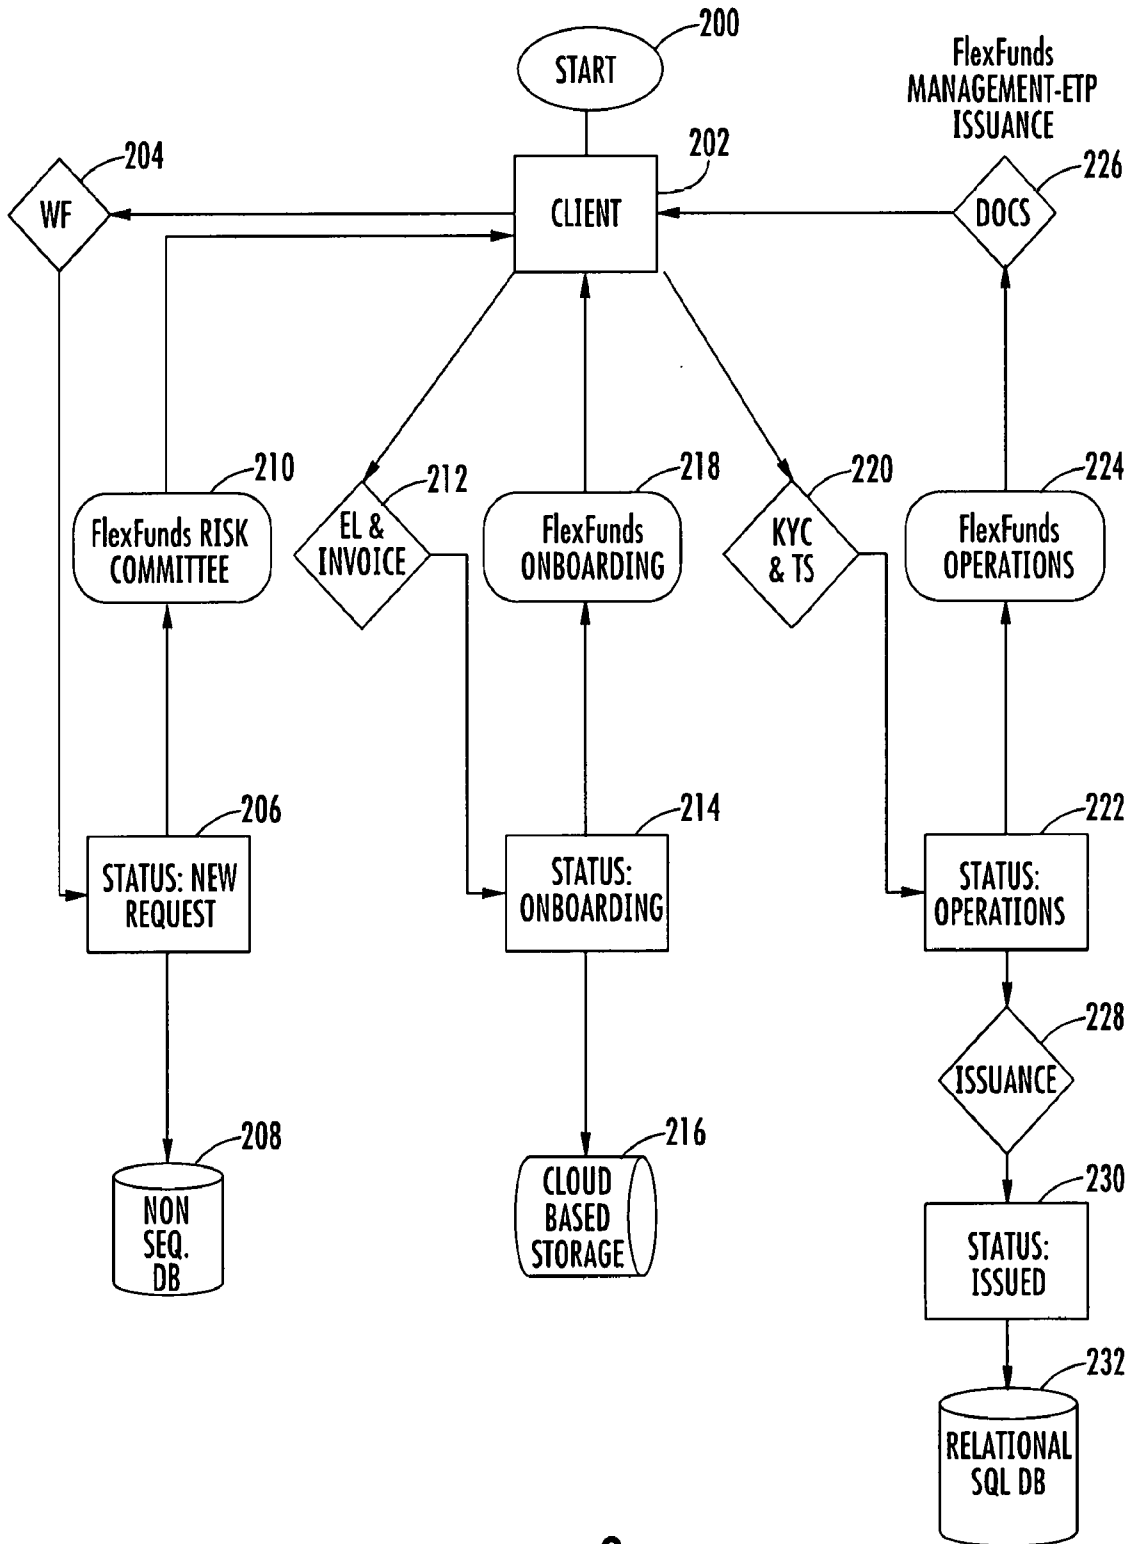 200
START
FlexFunds
MANAGEMENT-ETP
ISSUANCE
202
204
226
WF
CLIENT
DOCS
210
212
218
220
224
FlexFunds RISK
COMMITTEE
EL &
INVOICE
FlexFunds
ONBOARDING
KYC
& TS
FlexFunds
OPERATIONS
206
214
222
STATUS: NEW
REQUEST
STATUS:
ONBOARDING
STATUS:
OPERATIONS
228
ISSUANCE
208
216
230
NON
SEQ.
DB
CLOUD
BASED
STORAGE
STATUS:
ISSUED
232
RELATIONAL
SQL DB